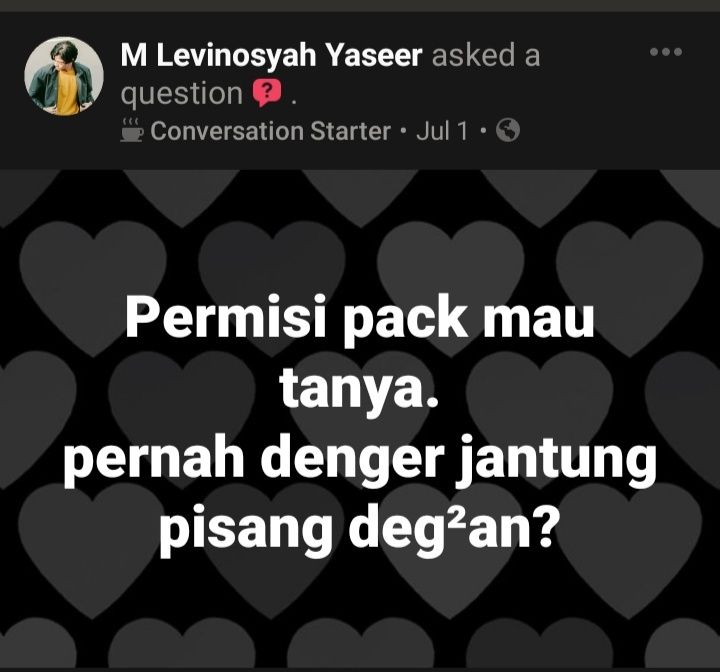 M Levinosyah Yaseer asked a
question ? .
Conversation Starter • Jul 1 •
Permisi pack mau
tanya.
pernah denger jantung
pisang deg²an?